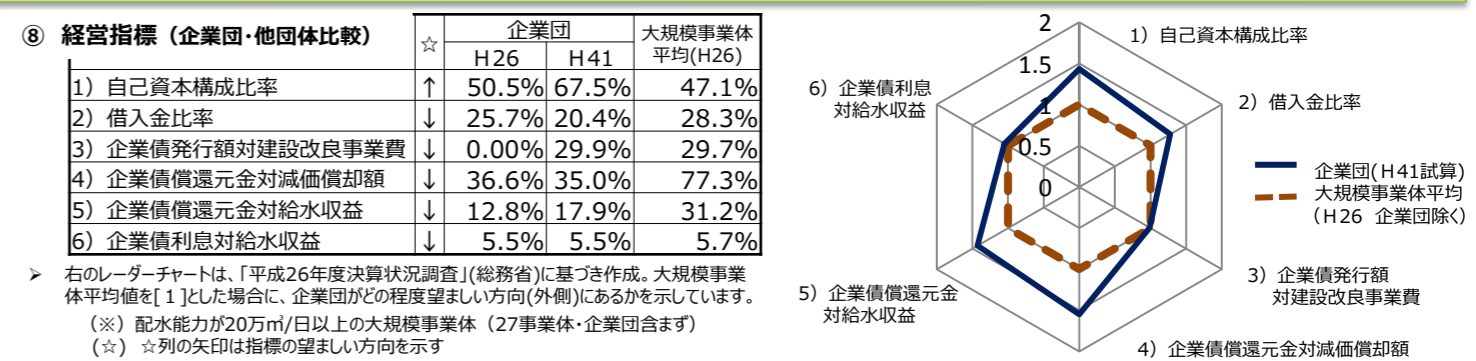 ⑧ 経営指標（企業団・他団体比較）
☆ 企業団 大規模事業体平均(H26)
H26 H41
1）自己資本構成比率 ↑ 50.5% 67.5% 47.1%
2）借入金比率 ↓ 25.7% 20.4% 28.3%
3）企業債発行額対建設改良事業費 ↓ 0.00% 29.9% 29.7%
4）企業債償還元金対減価償却額 ↓ 36.6% 35.0% 77.3%
5）企業債償還元金対給水収益 ↓ 12.8% 17.9% 31.2%
6）企業債利息対給水収益 ↓ 5.5% 5.5% 5.7%
➢ 右のレーダーチャートは、「平成26年度決算状況調査」(総務省)に基づき作成。大規模事業
体平均値を[ 1 ]とした場合に、企業団がどの程度望ましい方向(外側)にあるかを示しています。
（※）配水能力が20万㎥/日以上の大規模事業体（27事業体・企業団含まず）
（☆）☆列の矢印は指標の望ましい方向を示す
2
1.5
1
0.5
0
1）自己資本構成比率
2）借入金比率
3）企業債発行額
対建設改良事業費
4）企業債償還元金対減価償却額
5）企業債償還元金
対給水収益
6）企業債利息
対給水収益
企業団(H41試算)
大規模事業体平均
（H26 企業団除く)